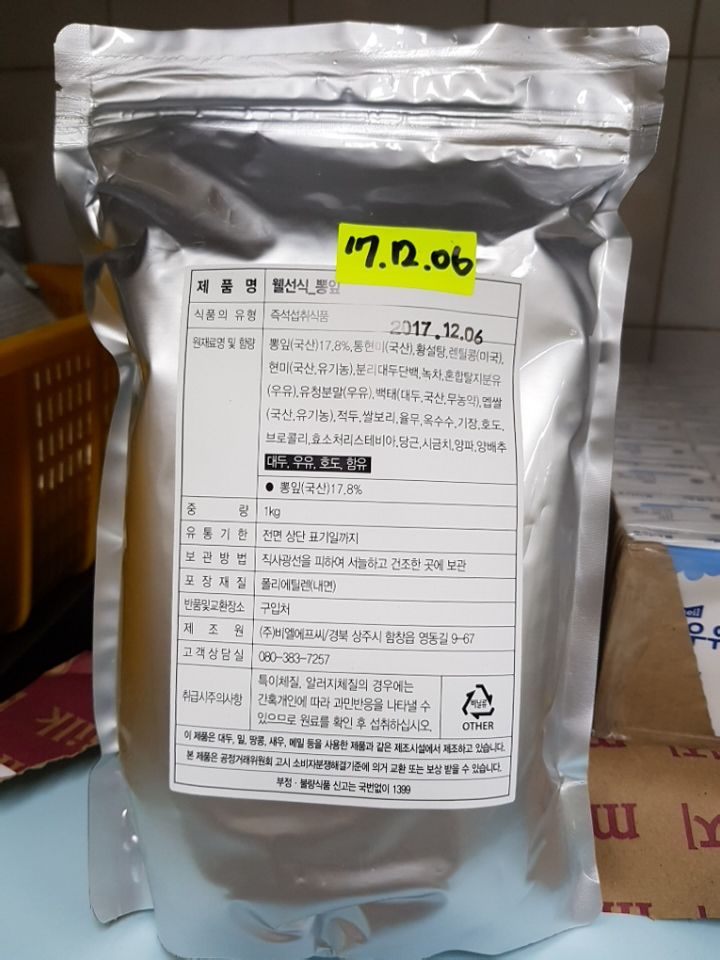 17.12.06
제품명 웰선식_뽕잎
식품의 유형 즉석섭취식품
2017.12.06
원재료명 및 함량 뽕잎(국산)17.8%,통현미(국산),황설탕,렌틸콩(미국),
현미(국산,유기농),분리대두단백,녹차,혼합탈지분유
(우유),유청분말(우유),백태(대두,국산,무농약),멥쌀
(국산,유기농),적두,쌀보리,율무,옥수수,기장,호도,
브로콜리,효소처리스테비아,당근,시금치,양파,양배추
대두, 우유, 호도, 함유
● 뽕잎(국산)17.8%
중량 1kg
유통기한 전면 상단 표기일까지
보관방법 직사광선을 피하여 서늘하고 건조한 곳에 보관
포장재질 폴리에틸렌(내면)
반품및교환장소 구입처
제조원 (주)비엘에프씨/경북 상주시 함창읍 영동길 9-67
고객상담실 080-383-7257
취급시주의사항 특이체질, 알러지체질의 경우에는
간혹개인에 따라 과민반응을 나타낼 수
있으므로 원료를 확인 후 섭취하십시오.
비닐류
OTHER
이 제품은 대두, 밀, 땅콩, 새우, 메밀 등을 사용한 제품과 같은 제조시설에서 제조하고 있습니다.
본 제품은 공정거래위원회 고시 소비자분쟁해결기준에 의거 교환 또는 보상 받을 수 있습니다.
부정·불량식품 신고는 국번없이 1399